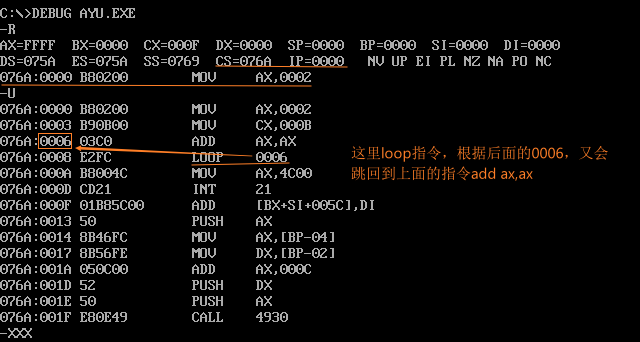 C:\>DEBUG AYU.EXE
-R
AX=FFFF  BX=0000  CX=000F  DX=0000  SP=0000  BP=0000  SI=0000  DI=0000
DS=075A  ES=075A  SS=0769  CS=076A  IP=0000   NV UP EI PL NZ NA PO NC
076A:0000 B80200        MOV     AX,0002
-U
076A:0000 B80200        MOV     AX,0002
076A:0003 B90B00        MOV     CX,000B
076A:0006 03C0          ADD     AX,AX
076A:0008 E2FC          LOOP    0006
076A:000A B8004C        MOV     AX,4C00
076A:000D CD21          INT     21
076A:000F 01B85C00      ADD     [BX+SI+005C],DI
076A:0013 50            PUSH    AX
076A:0014 8B46FC        MOV     AX,[BP-04]
076A:0017 8B56FE        MOV     DX,[BP-02]
076A:001A 050C00        ADD     AX,000C
076A:001D 52            PUSH    DX
076A:001E 50            PUSH    AX
076A:001F E80E49        CALL    4930
-XXX
这里loop指令，根据后面的0006，又会
跳回到上面的指令add ax,ax